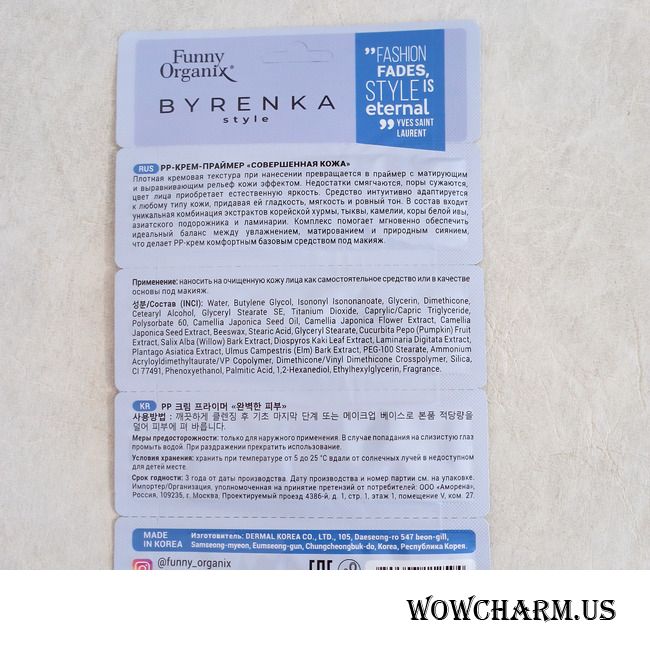 Funny
Organix®
BYRENKA
style
”FASHION
FADES,
STYLE IS
eternal
” YVES SAINT
LAURENT
RUS PP-КРЕМ-ПРАЙМЕР «СОВЕРШЕННАЯ КОЖА»
Плотная кремовая текстура при нанесении превращается в праймер с матирующим
и выравнивающим рельеф кожи эффектом. Недостатки смягчаются, поры сужаются,
цвет лица приобретает естественную яркость. Средство интуитивно адаптируется
к любому типу кожи, придавая ей гладкость, мягкость и ровный тон. В состав входит
уникальная комбинация экстрактов корейской хурмы, тыквы, камелии, коры белой ивы,
азиатского подорожника и ламинарии. Комплекс помогает мгновенно обеспечить
идеальный баланс между увлажнением, матированием и природным сиянием,
что делает PP-крем комфортным базовым средством под макияж.
Применение: наносить на очищенную кожу лица как самостоятельное средство или в качестве
основы под макияж.
성분/Состав (INCI): Water, Butylene Glycol, Isononyl Isononanoate, Glycerin, Dimethicone,
Cetearyl Alcohol, Glyceryl Stearate SE, Titanium Dioxide, Caprylic/Capric Triglyceride,
Polysorbate 60, Camellia Japonica Seed Oil, Camellia Japonica Flower Extract, Camellia
Japonica Seed Extract, Beeswax, Stearic Acid, Glyceryl Stearate, Cucurbita Pepo (Pumpkin) Fruit
Extract, Salix Alba (Willow) Bark Extract, Diospyros Kaki Leaf Extract, Laminaria Digitata Extract,
Plantago Asiatica Extract, Ulmus Campestris (Elm) Bark Extract, PEG-100 Stearate, Ammonium
Acryloyldimethyltaurate/VP Copolymer, Dimethicone/Vinyl Dimethicone Crosspolymer, Silica,
CI 77491, Phenoxyethanol, Palmitic Acid, 1,2-Hexanediol, Ethylhexylglycerin, Fragrance.
KR PP 크림 프라이머 «완벽한 피부»
사용방법 : 깨끗하게 클렌징 후 기초 마지막 단계 또는 메이크업 베이스로 본품 적당량을
덜어 피부에 펴 바릅니다.
Меры предосторожности: только для наружного применения. В случае попадания на слизистую глаз
промыть водой. При раздражении прекратить использование.
Условия хранения: хранить при температуре от 5 до 25 °С вдали от солнечных лучей в недоступном
для детей месте.
Срок годности: 3 года от даты производства. Дата производства и номер партии см. на упаковке.
Импортер/Организация, уполномоченная на принятие претензий от потребителей: ООО «Аморена»,
Россия, 109235, г. Москва, Проектируемый проезд 4386-й, д. 1, стр. 1, этаж 1, помещение V, ком. 27.
MADE
IN KOREA
Изготовитель: DERMAL KOREA CO., LTD., 105, Daeseong-ro 547 beon-gill,
Samseong-myeon, Eumseong-gun, Chungcheongbuk-do, Korea, Республика Корея.
@funny_organix
EAC
WOWCHARM.US